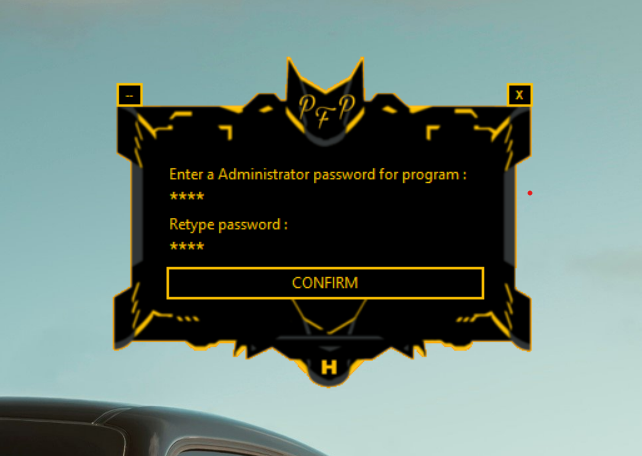 PFP
-- X
Enter a Administrator password for program :
****
Retype password :
****
CONFIRM
H